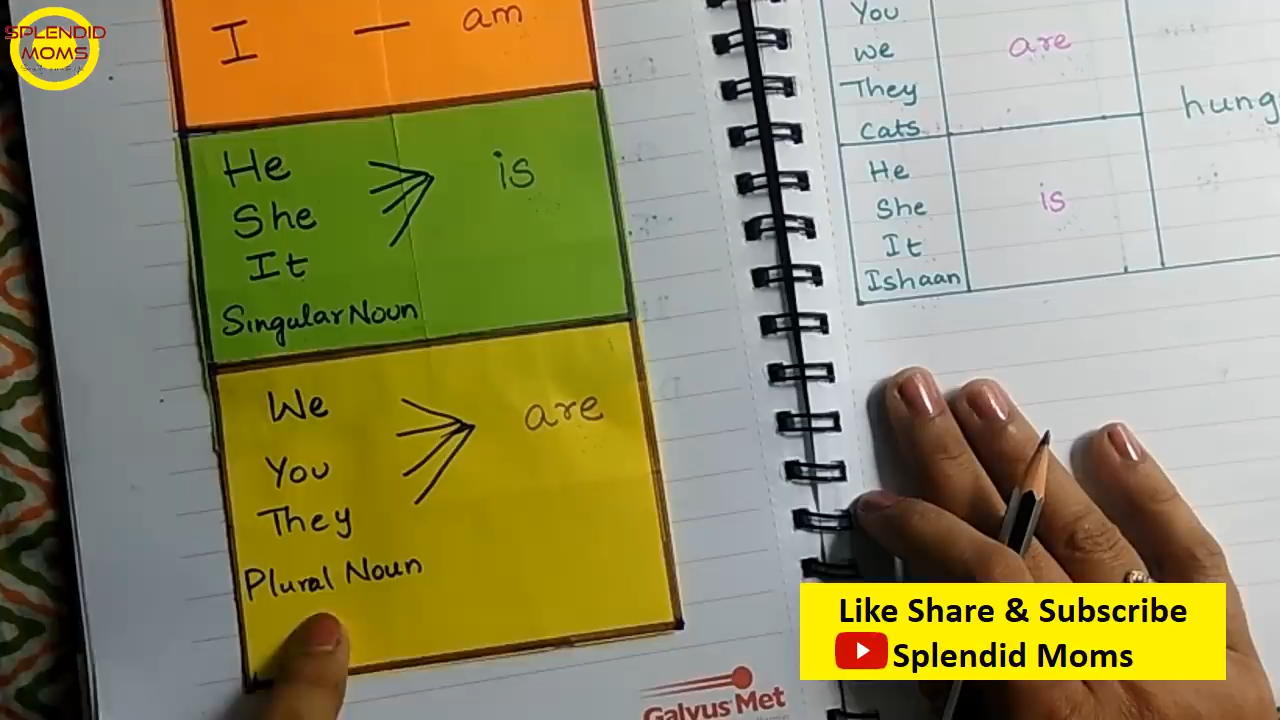 SPLENDID
MOMS
I — am
He
She
It
Singular Noun
is
We
You
They
Plural Noun
are
You
we
They
cats
are
He
She
It
Ishaan
is
hung
Galvus Met
Like Share & Subscribe
Splendid Moms